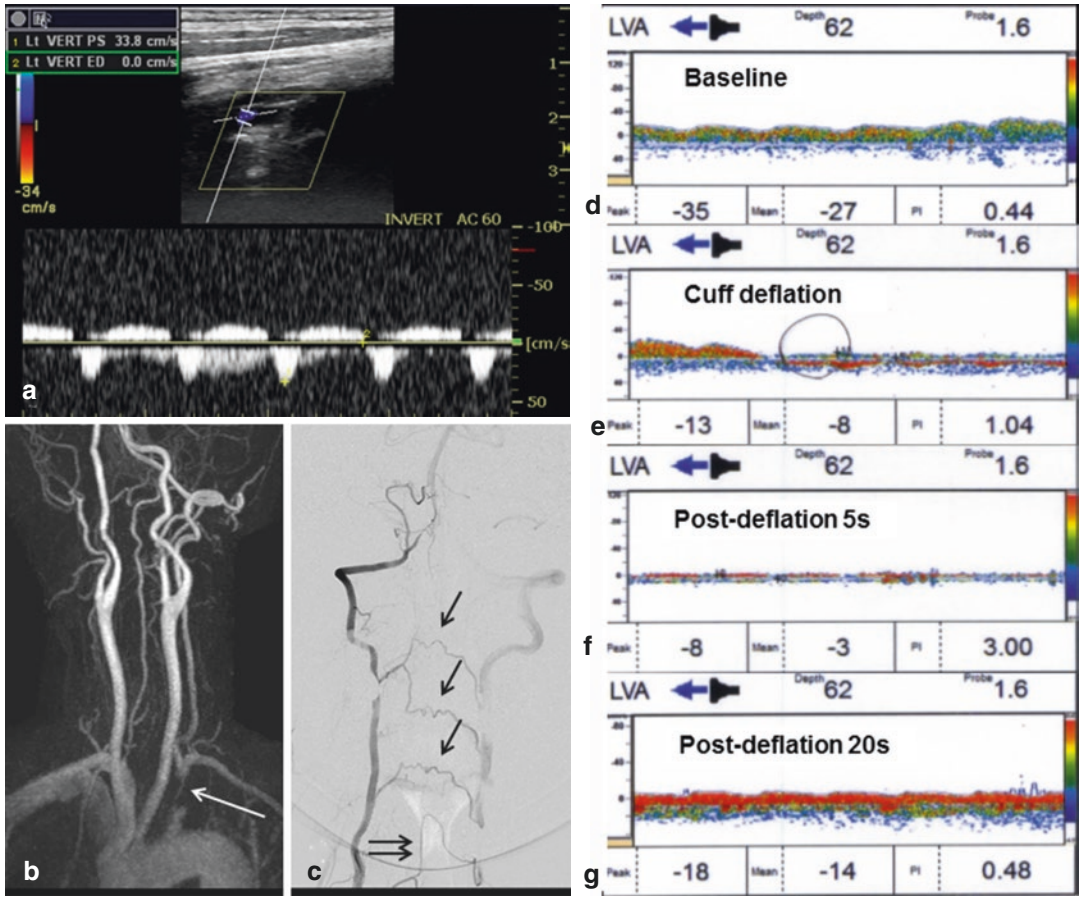 1 Lt VERT PS 33.8 cm/s
2 Lt VERT ED 0.0 cm/s
1
2
3
-34
cm/s
INVERT AC 60
-100
-50
[cm/s
50
a
b
c
LVA Depth 62 Probe 1.6
Baseline
d Peak -35 Mean -27 PI 0.44
LVA Depth 62 Probe 1.6
Cuff deflation
e Peak -13 Mean -8 PI 1.04
LVA Depth 62 Probe 1.6
Post-deflation 5s
f Peak -8 Mean -3 PI 3.00
LVA Depth 62 Probe 1.6
Post-deflation 20s
g Peak -18 Mean -14 PI 0.48